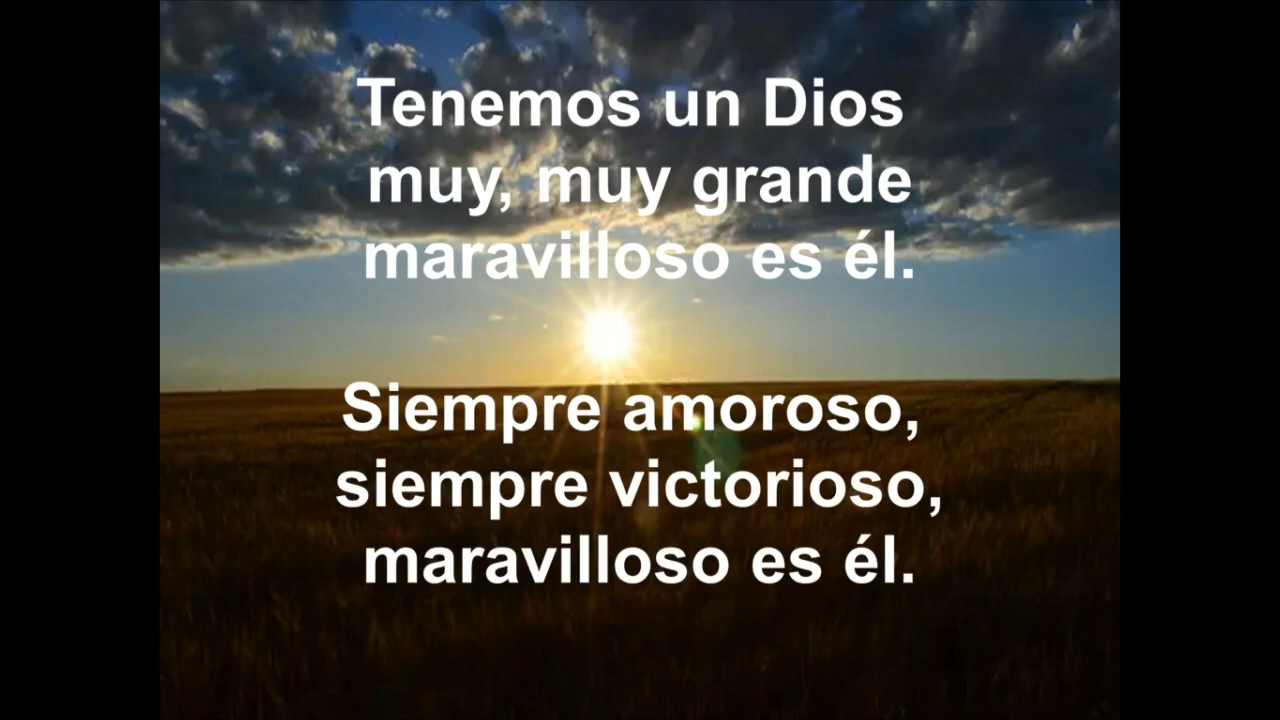 Tenemos un Dios
muy, muy grande
maravilloso es él.
Siempre amoroso,
siempre victorioso,
maravilloso es él.